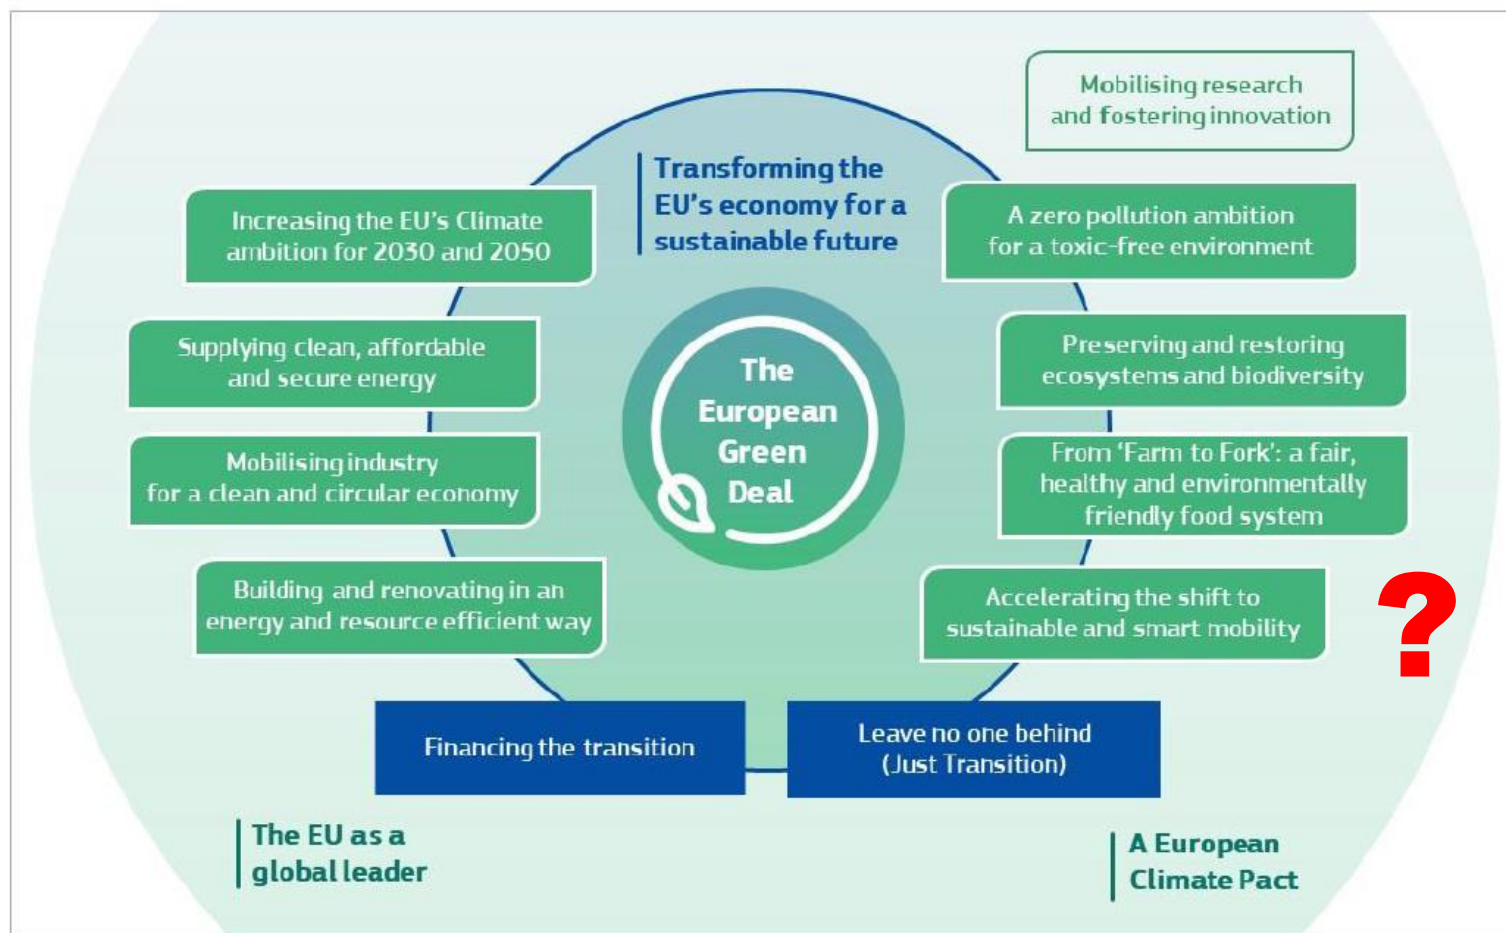 Mobilising research
and fostering innovation
Transforming the
EU's economy for a
sustainable future
Increasing the EU's Climate
ambition for 2030 and 2050
A zero pollution ambition
for a toxic-free environment
Supplying clean, affordable
and secure energy
Preserving and restoring
ecosystems and biodiversity
The
European
Green
Deal
Mobilising industry
for a clean and circular economy
From 'Farm to Fork': a fair,
healthy and environmentally
friendly food system
Building and renovating in an
energy and resource efficient way
Accelerating the shift to
sustainable and smart mobility
?
Financing the transition
Leave no one behind
(Just Transition)
The EU as a
global leader
A European
Climate Pact